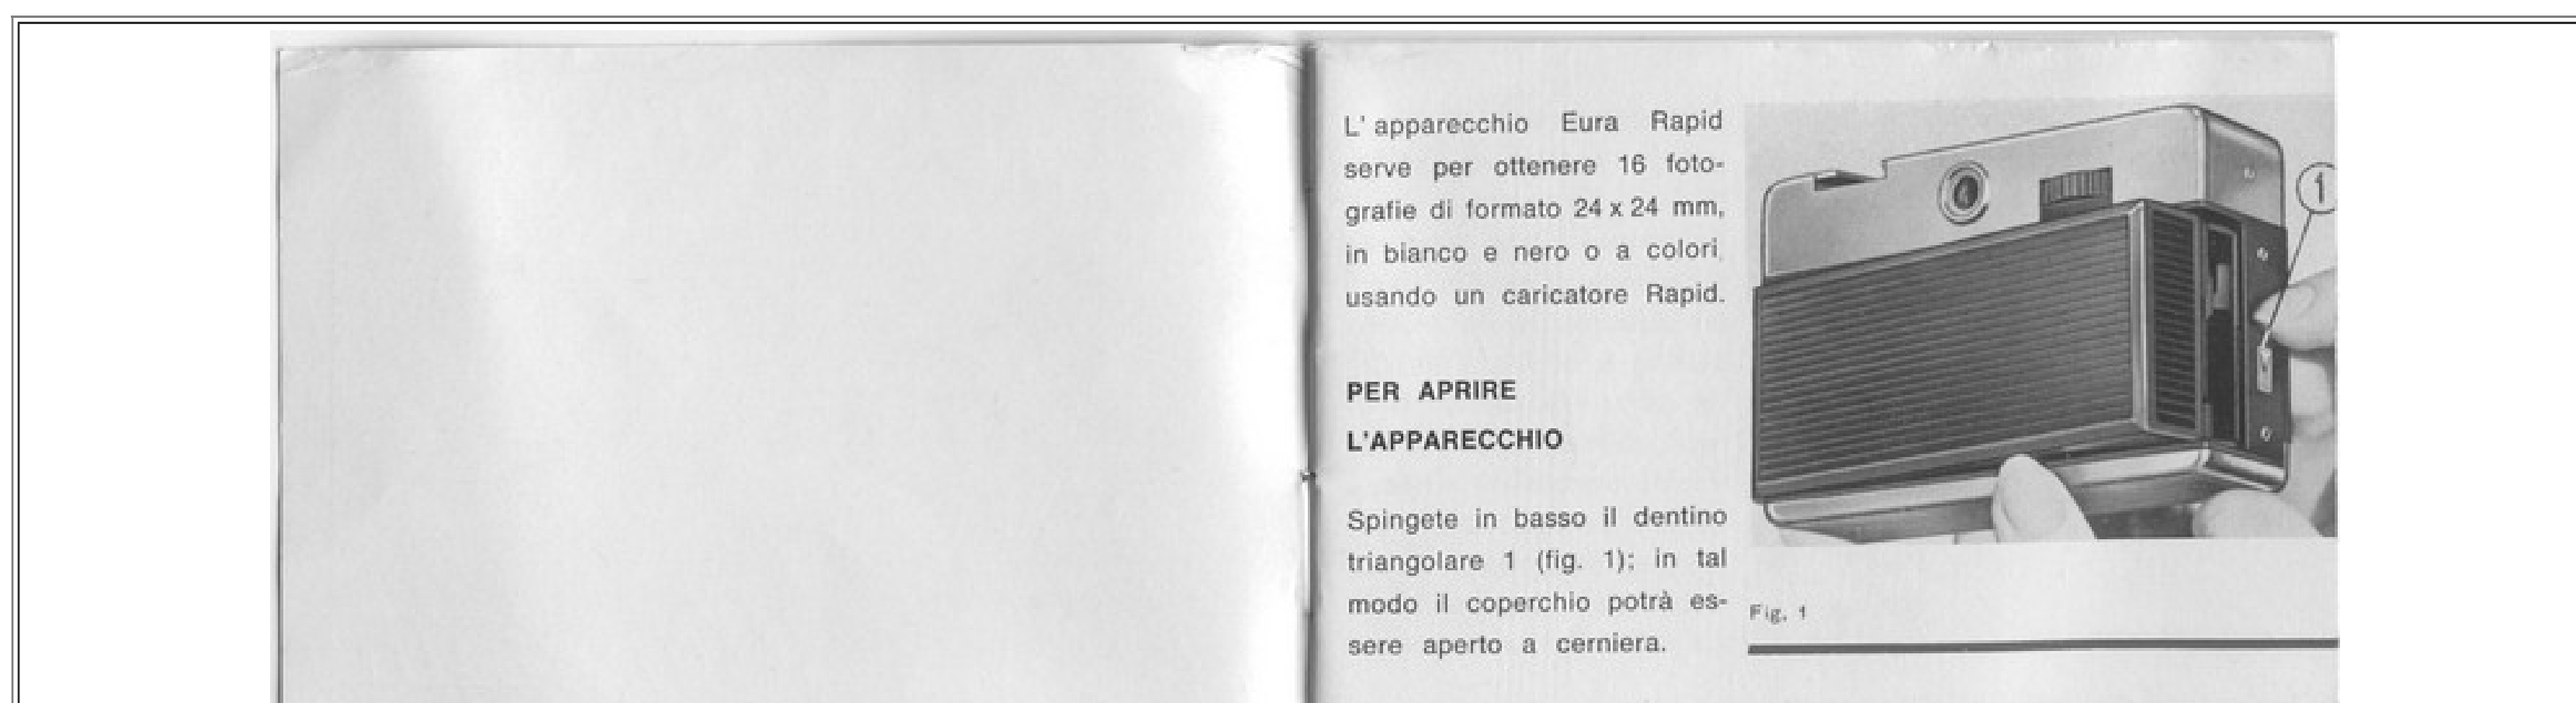 L' apparecchio Eura Rapid
serve per ottenere 16 foto-
grafie di formato 24 x 24 mm,
in bianco e nero o a colori,
usando un caricatore Rapid.
PER APRIRE
L'APPARECCHIO
Spingete in basso il dentino
triangolare 1 (fig. 1); in tal
modo il coperchio potrà es-
sere aperto a cerniera.
1
Fig. 1